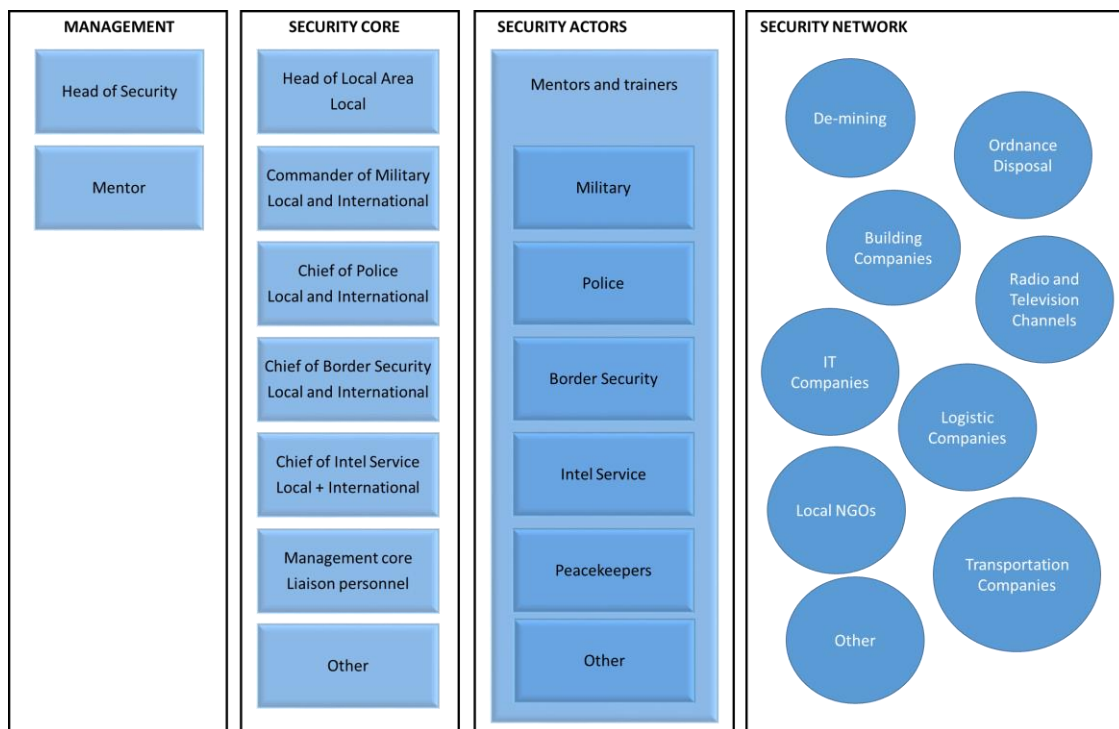 MANAGEMENT
Head of Security
Mentor
SECURITY CORE
Head of Local Area
Local
Commander of Military
Local and International
Chief of Police
Local and International
Chief of Border Security
Local and International
Chief of Intel Service
Local + International
Management core
Liaison personnel
Other
SECURITY ACTORS
Mentors and trainers
Military
Police
Border Security
Intel Service
Peacekeepers
Other
SECURITY NETWORK
De-mining
Ordnance
Disposal
Building
Companies
Radio and
Television
Channels
IT
Companies
Logistic
Companies
Local NGOs
Transportation
Companies
Other